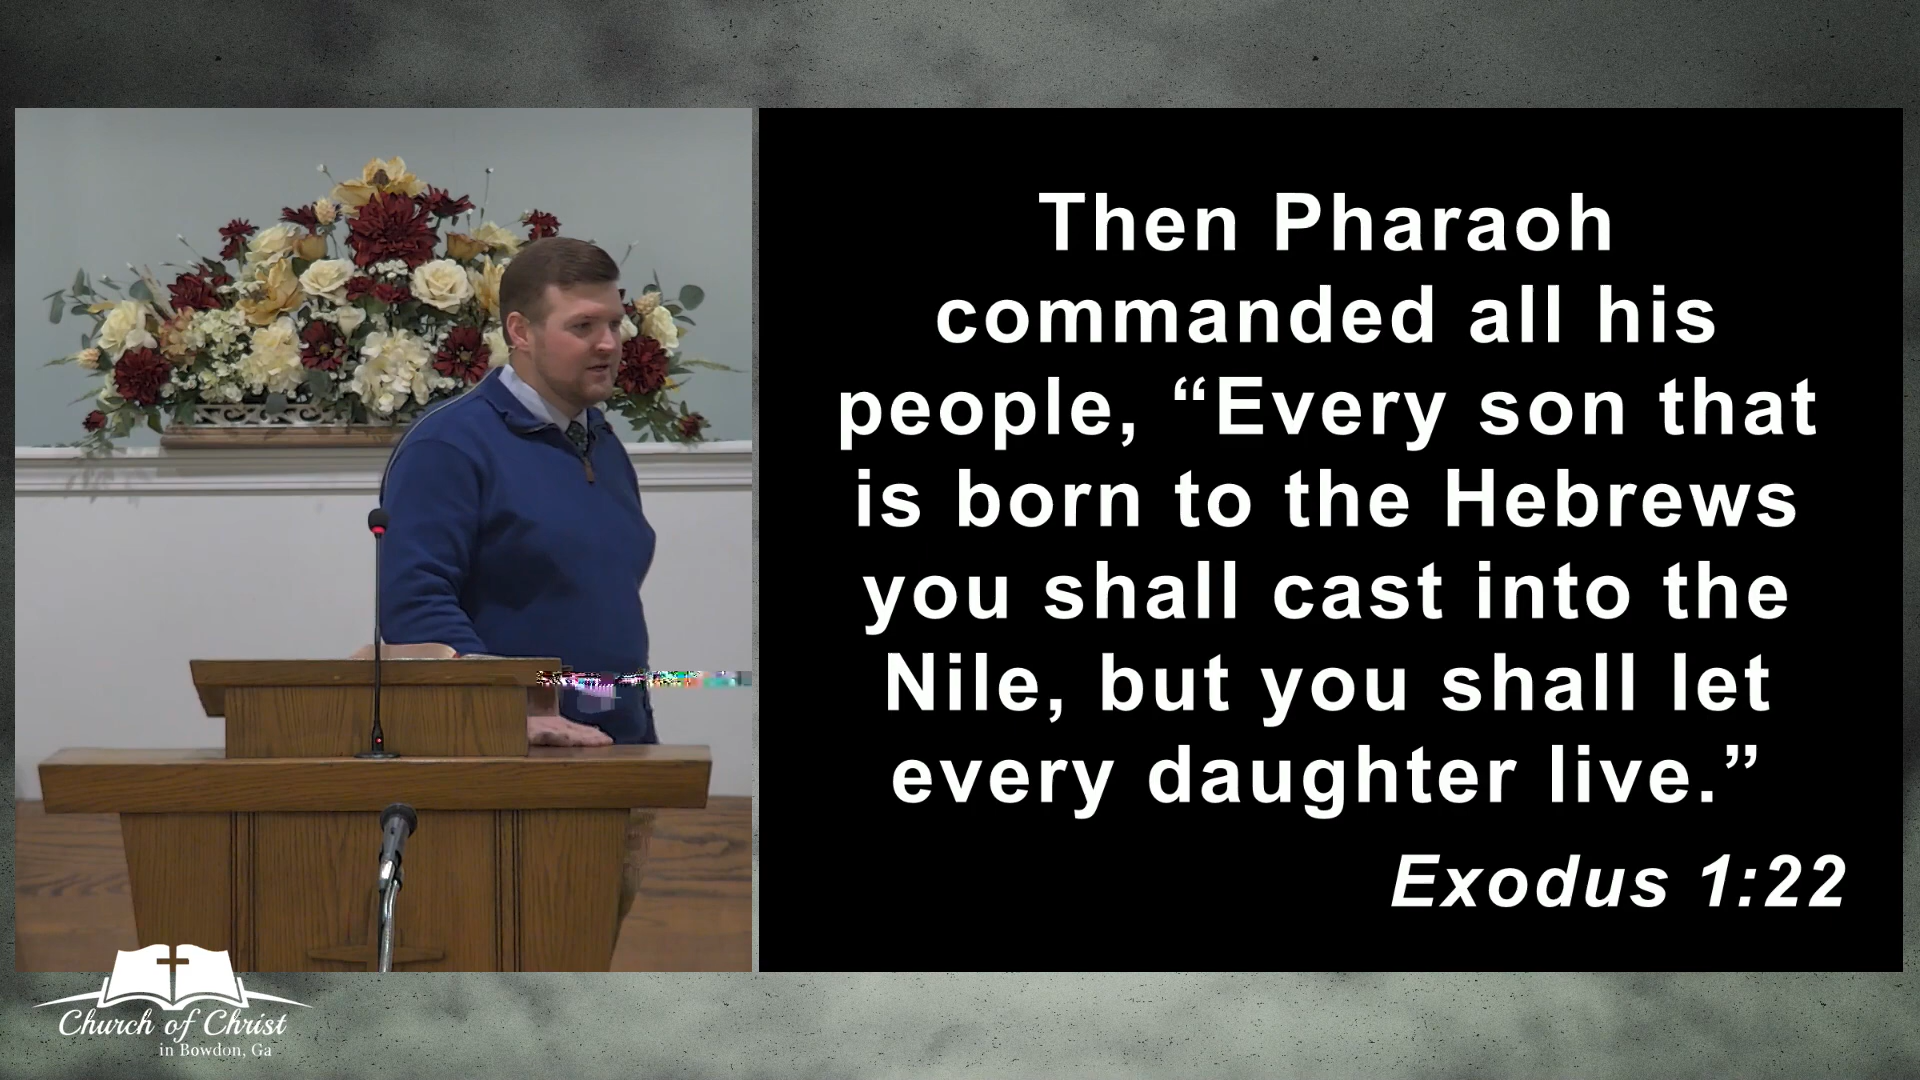 Then Pharaoh
commanded all his
people, “Every son that
is born to the Hebrews
you shall cast into the
Nile, but you shall let
every daughter live.”
Exodus 1:22
Church of Christ
in Bowdon, Ga